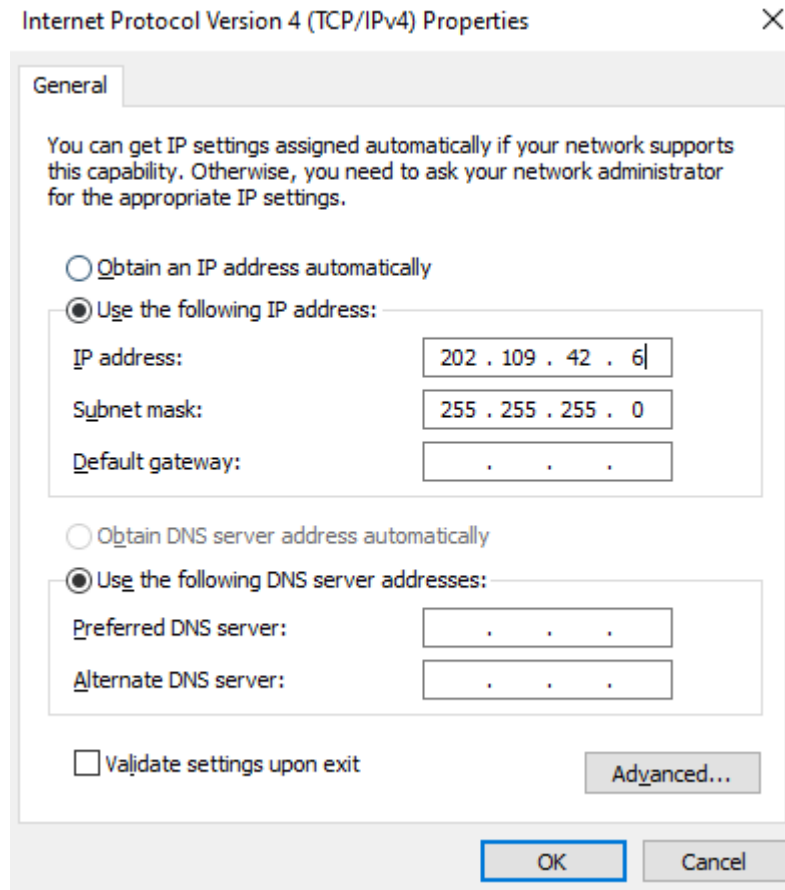 Internet Protocol Version 4 (TCP/IPv4) Properties
General
You can get IP settings assigned automatically if your network supports
this capability. Otherwise, you need to ask your network administrator
for the appropriate IP settings.
Obtain an IP address automatically
Use the following IP address:
IP address: 202 . 109 . 42 . 6
Subnet mask: 255 . 255 . 255 . 0
Default gateway: . . .
Obtain DNS server address automatically
Use the following DNS server addresses:
Preferred DNS server: . . .
Alternate DNS server: . . .
Validate settings upon exit
Advanced...
OK Cancel